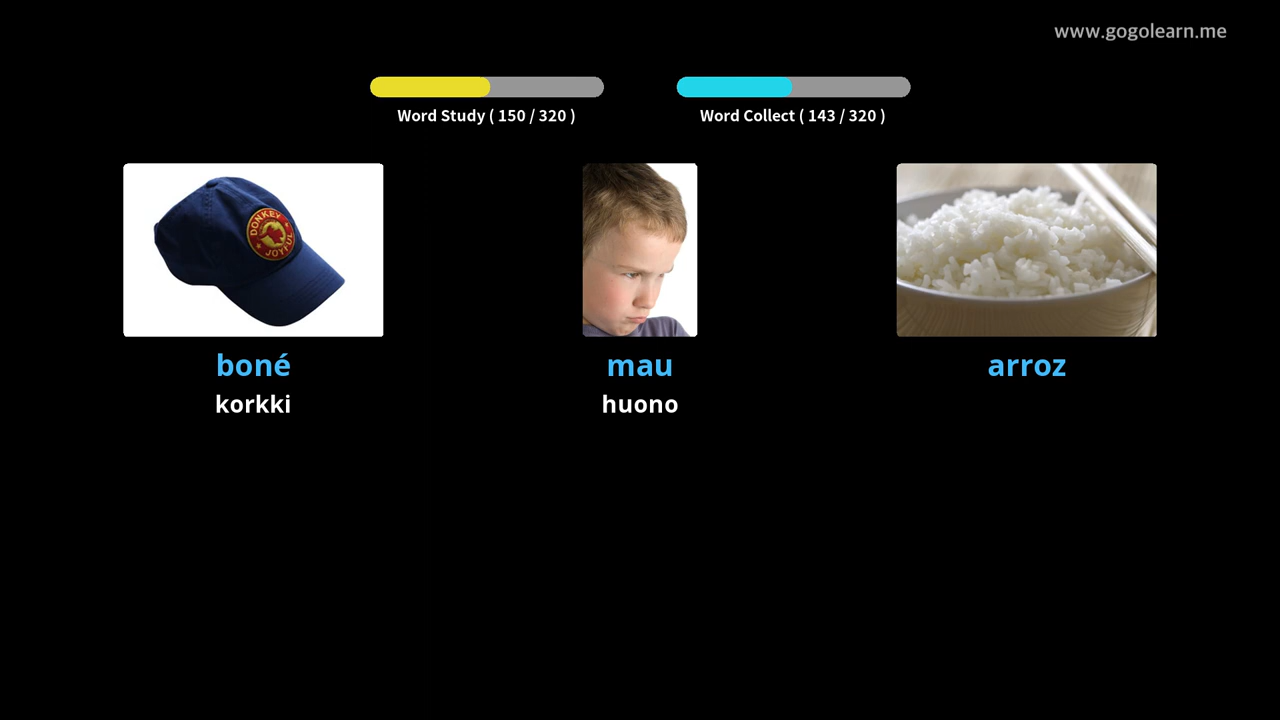 www.gogolearn.me
Word Study ( 150 / 320 )
Word Collect ( 143 / 320 )
DONKEY
JOYFUL
boné
mau
arroz
korkki
huono